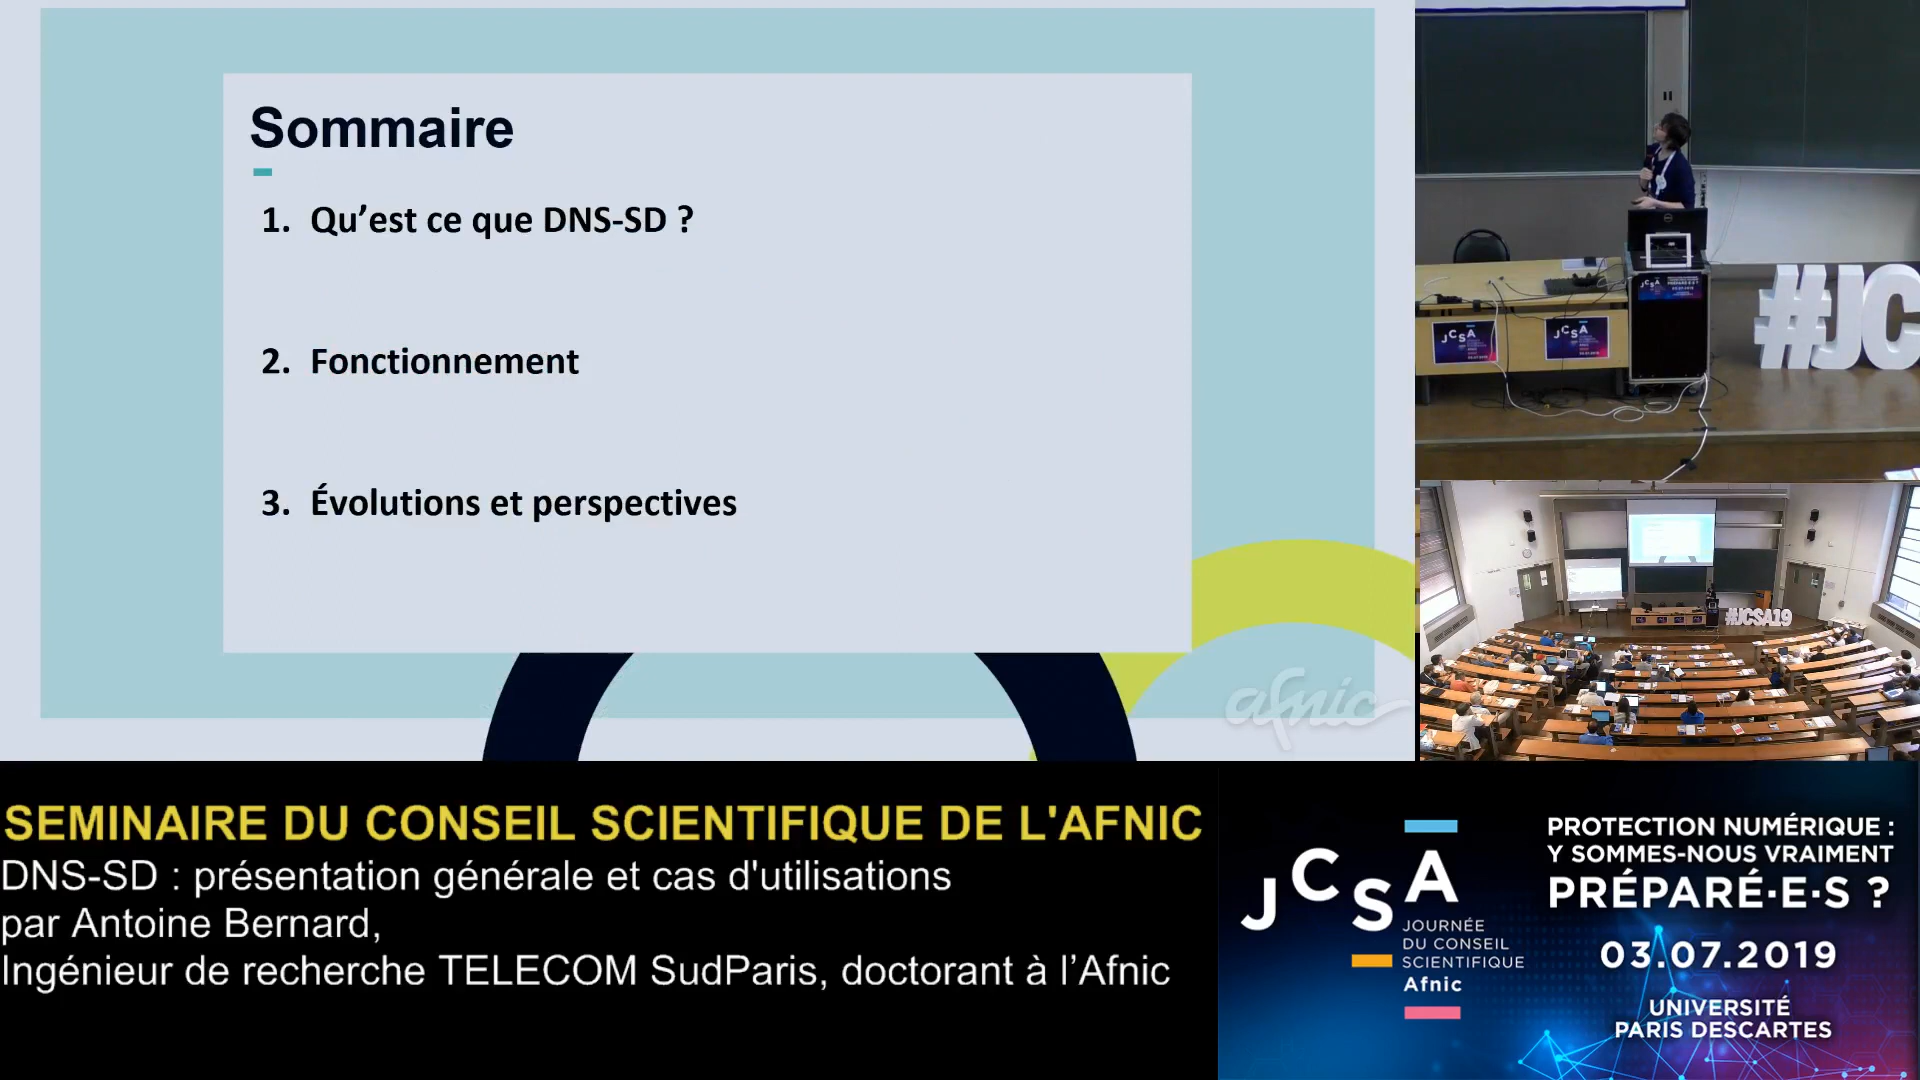 Sommaire
1. Qu’est ce que DNS-SD ?
2. Fonctionnement
3. Évolutions et perspectives
afnic
#JC
JCSA
JCSA
JCSA
#JCSA19
SEMINAIRE DU CONSEIL SCIENTIFIQUE DE L'AFNIC
DNS-SD : présentation générale et cas d'utilisations
par Antoine Bernard,
Ingénieur de recherche TELECOM SudParis, doctorant à l’Afnic
JCSA
JOURNÉE
DU CONSEIL
SCIENTIFIQUE
Afnic
PROTECTION NUMÉRIQUE :
Y SOMMES-NOUS VRAIMENT
PRÉPARÉ·E·S ?
03.07.2019
UNIVERSITÉ
PARIS DESCARTES